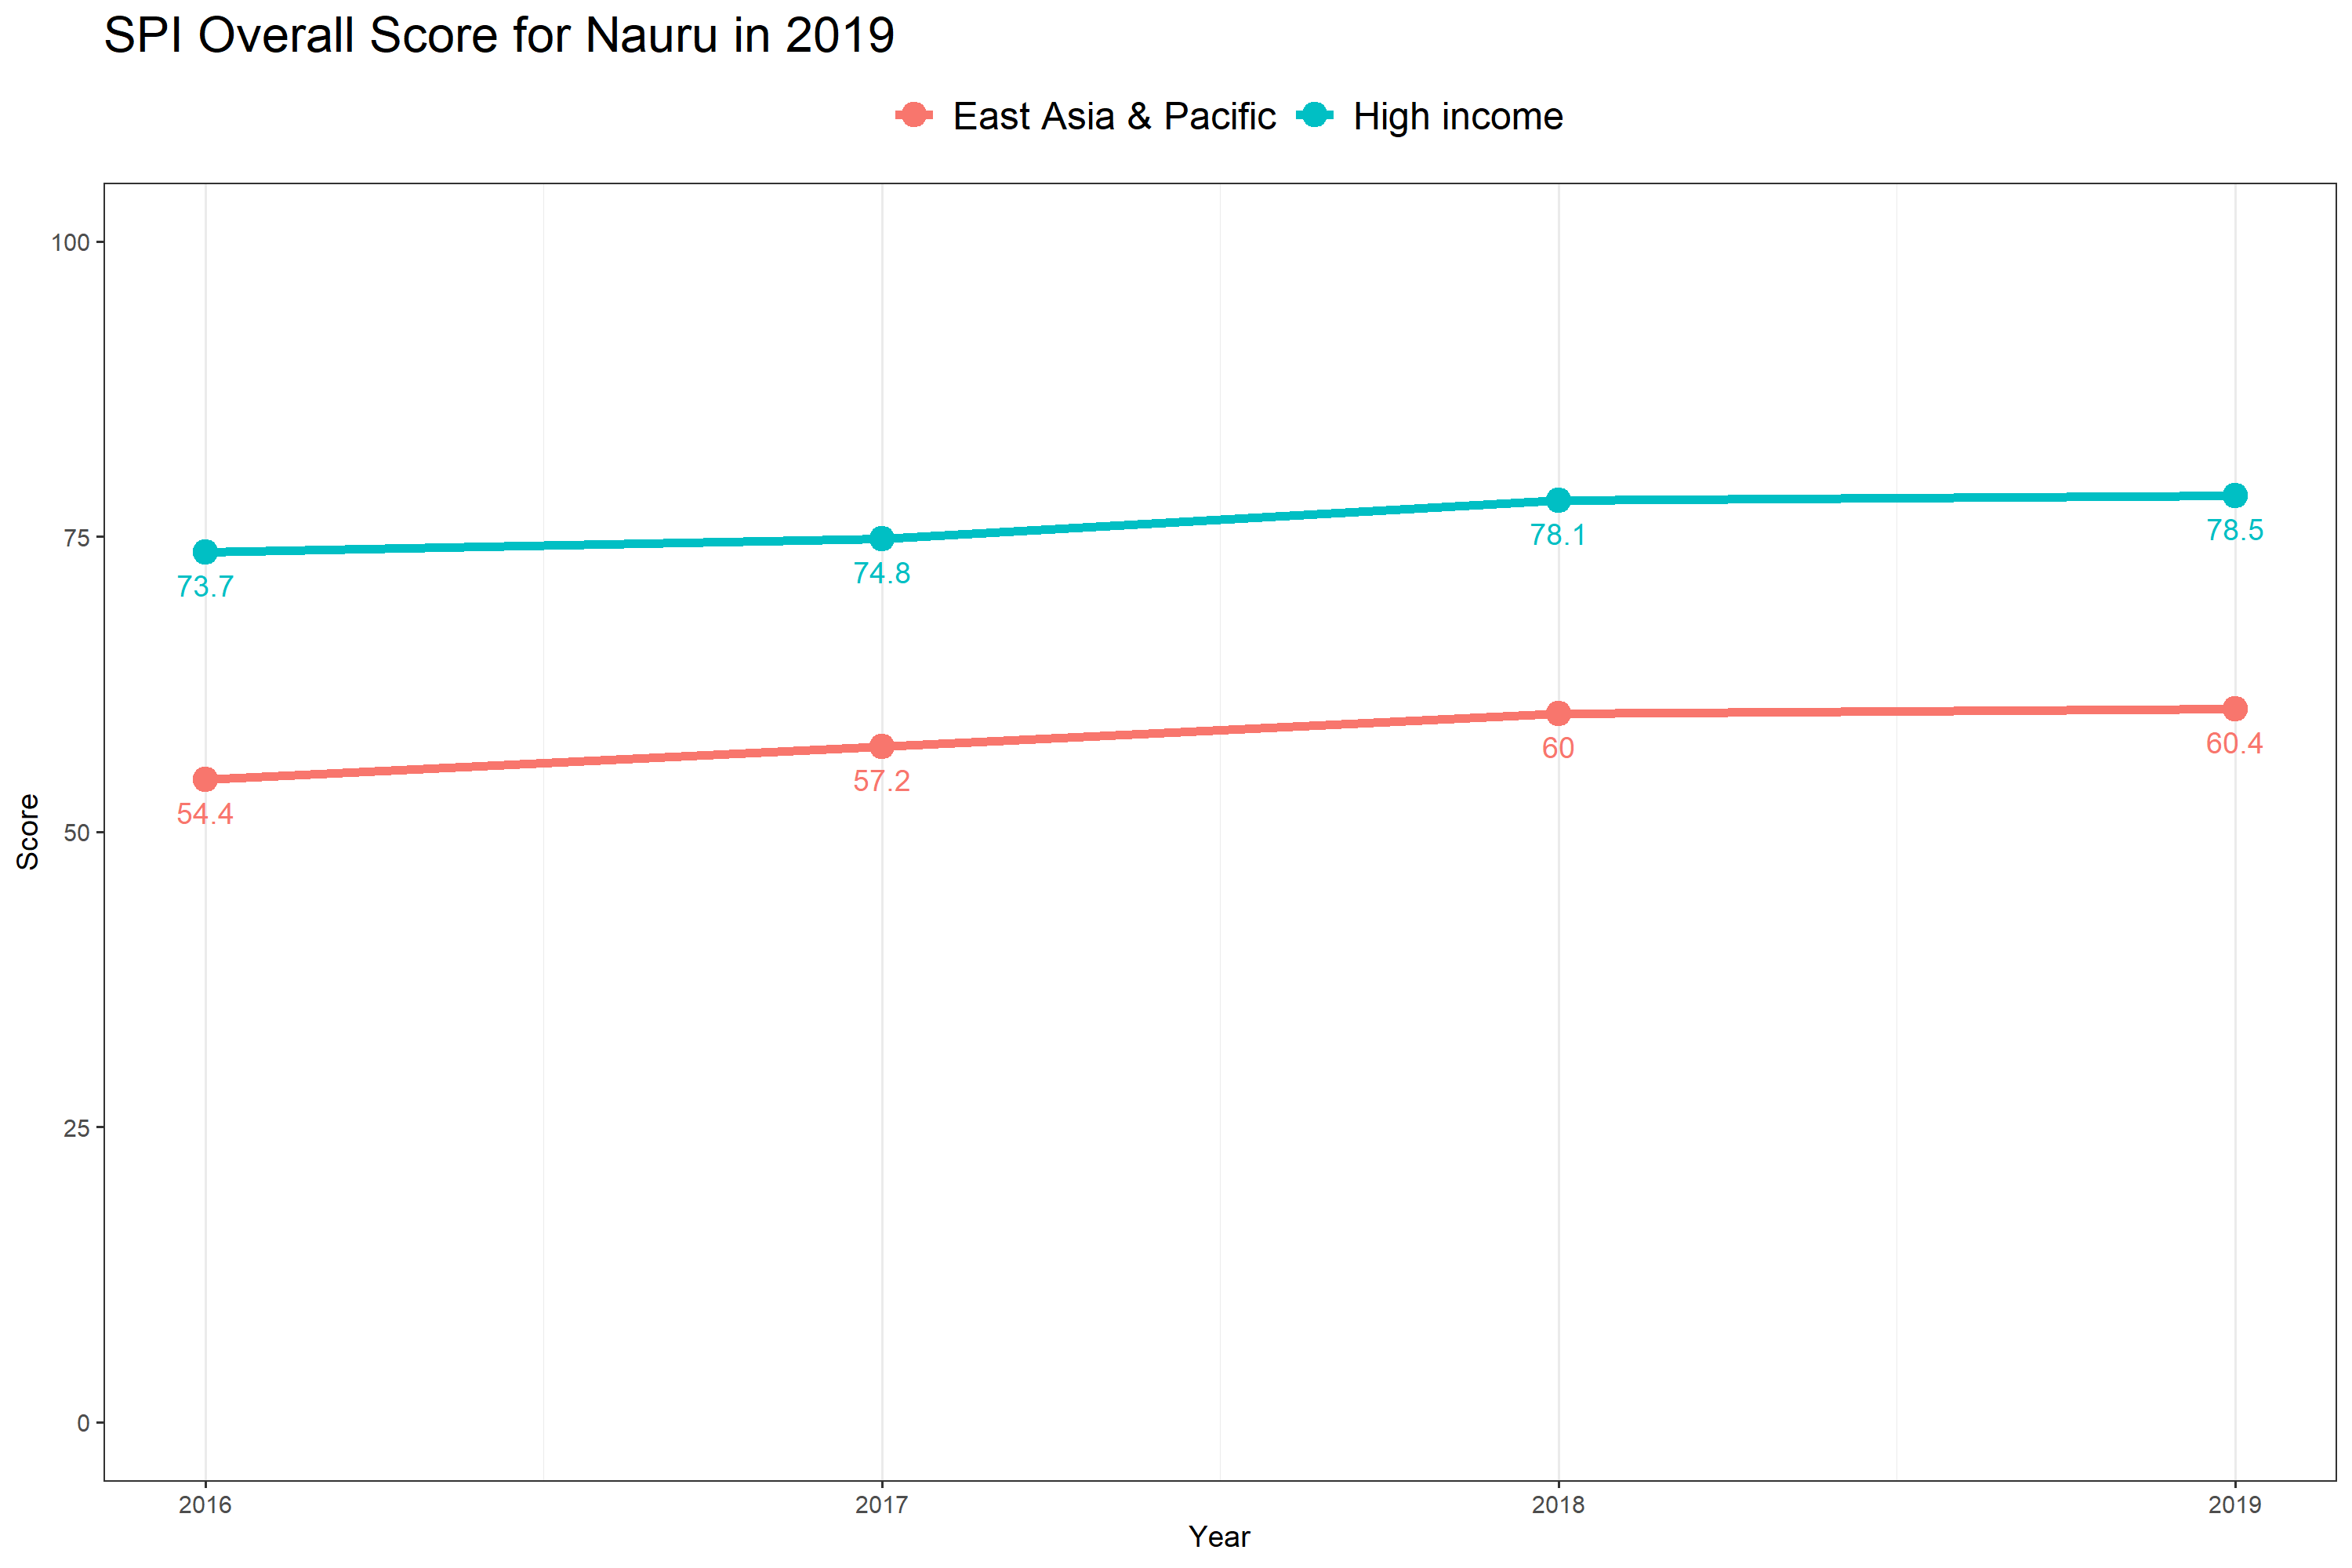 SPI Overall Score for Nauru in 2019
East Asia & Pacific High income
100
75
50
25
0
Score
73.7
74.8
78.1
78.5
54.4
57.2
60
60.4
2016 2017 2018 2019
Year